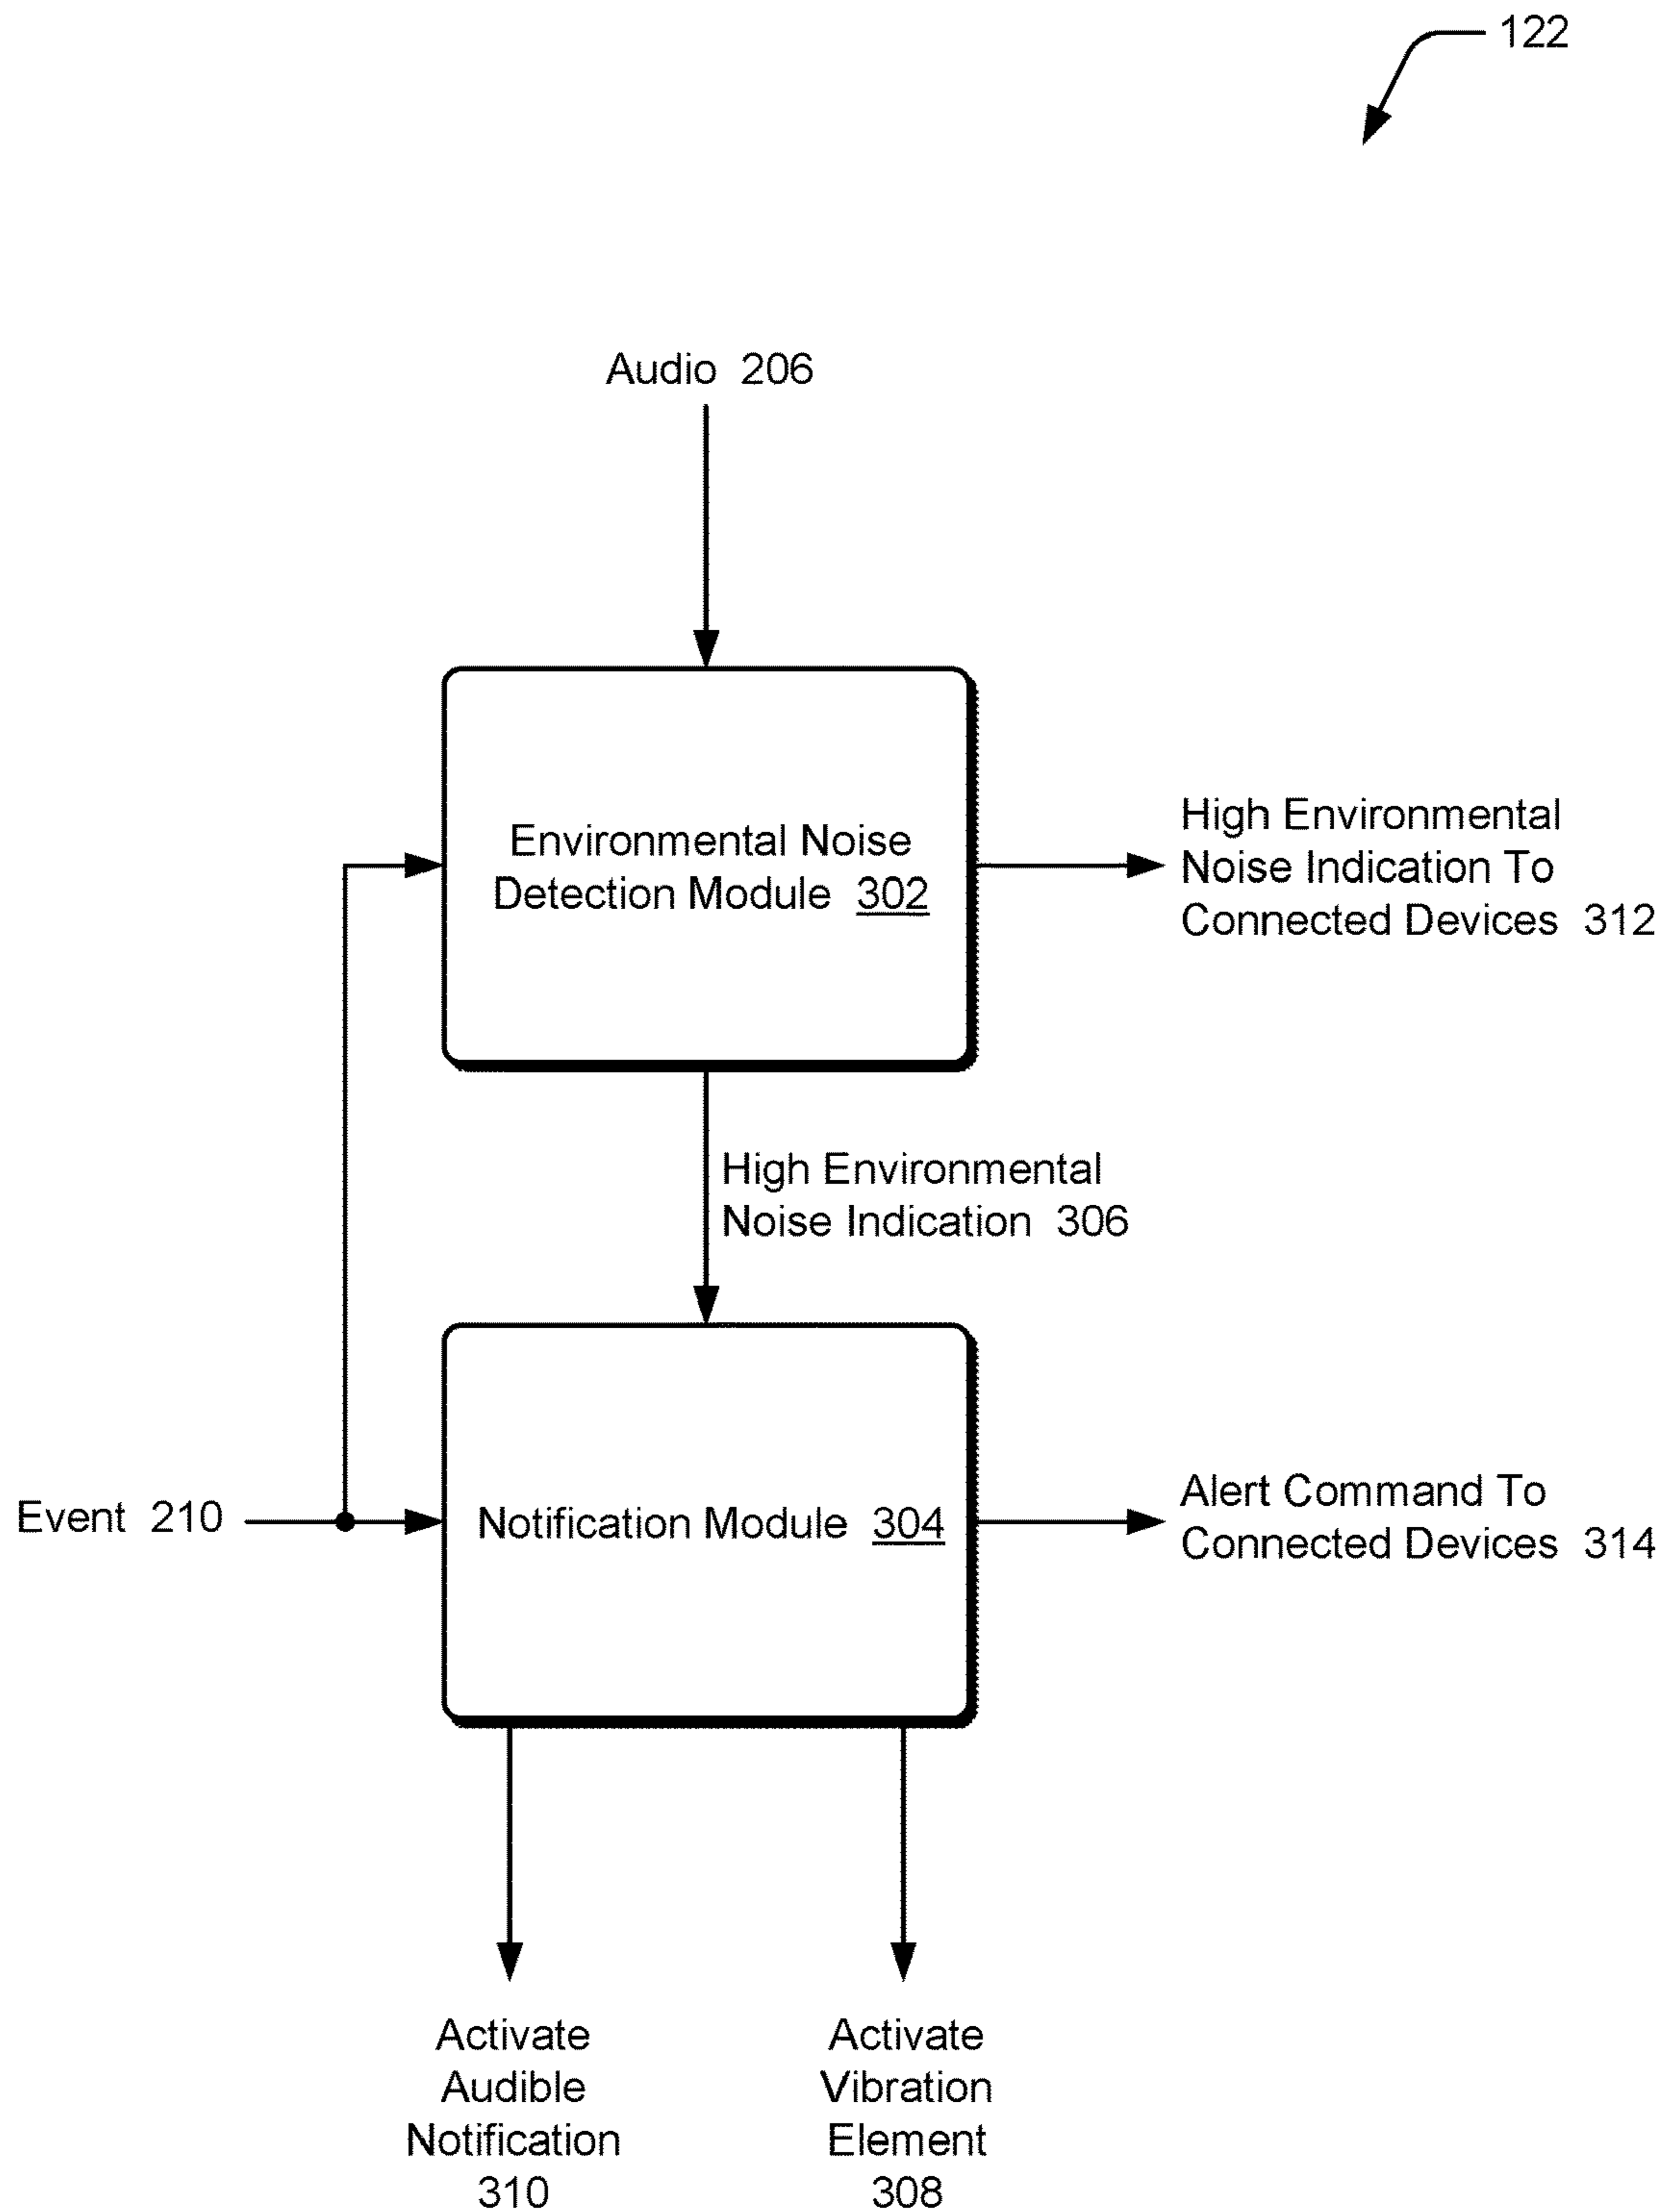 122
Audio 206
Environmental Noise
Detection Module 302
High Environmental
Noise Indication To
Connected Devices 312
High Environmental
Noise Indication 306
Event 210
Notification Module 304
Alert Command To
Connected Devices 314
Activate
Audible
Notification
310
Activate
Vibration
Element
308